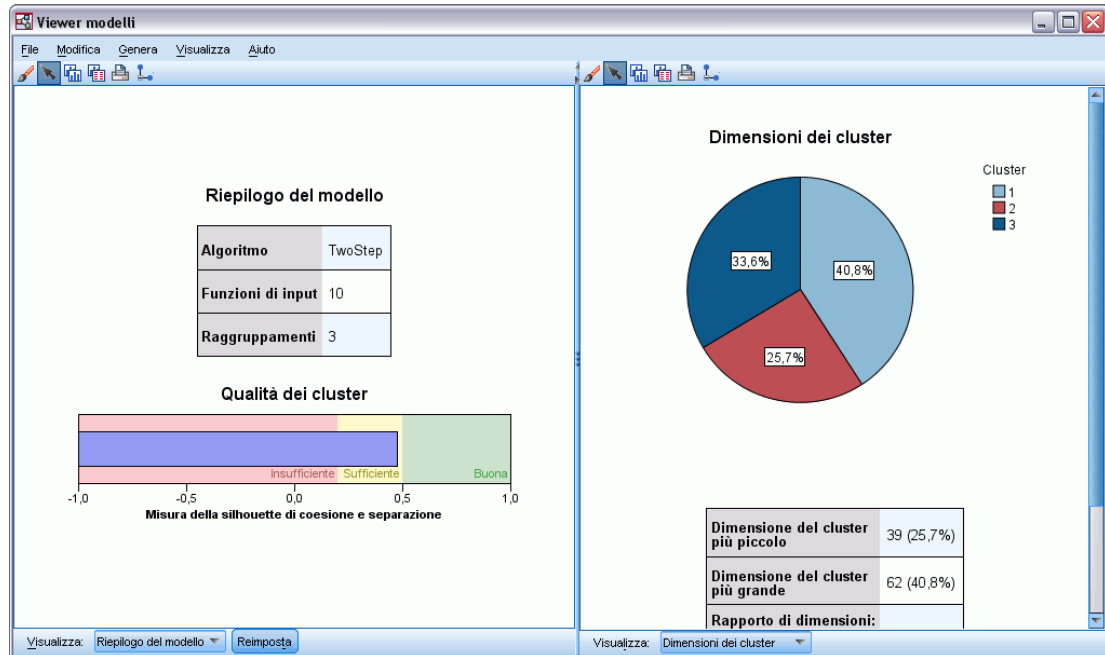 Viewer modelli
File Modifica Genera Visualizza Aiuto
Riepilogo del modello
Algoritmo TwoStep
Funzioni di input 10
Raggruppamenti 3
Qualità dei cluster
Insufficiente Sufficiente Buona
-1,0 -0,5 0,0 0,5 1,0
Misura della silhouette di coesione e separazione
Visualizza: Riepilogo del modello Reimposta
Dimensioni dei cluster
Cluster
1
2
3
33,6%
40,8%
25,7%
Dimensione del cluster
più piccolo 39 (25,7%)
Dimensione del cluster
più grande 62 (40,8%)
Rapporto di dimensioni:
Visualizza: Dimensioni dei cluster